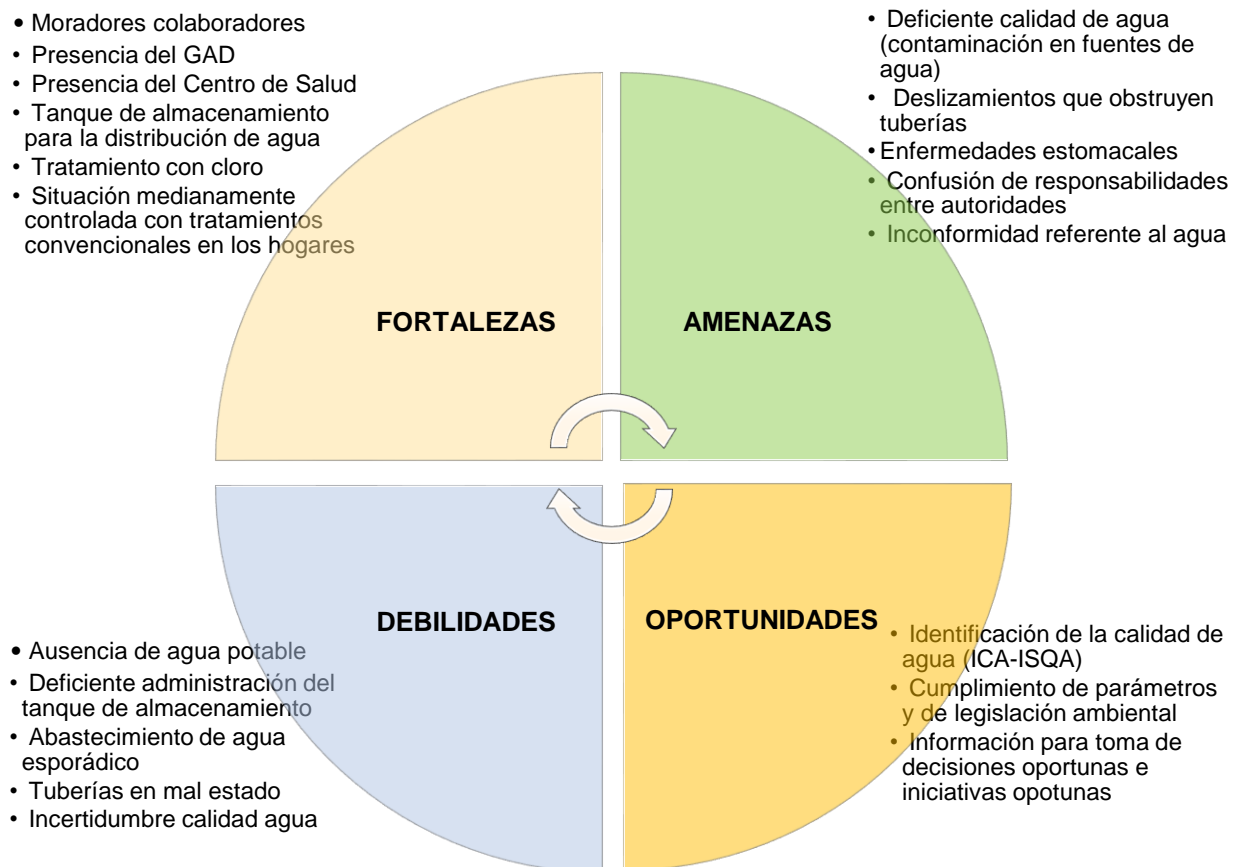 • Moradores colaboradores
• Presencia del GAD
• Presencia del Centro de Salud
• Tanque de almacenamiento
para la distribución de agua
• Tratamiento con cloro
• Situación medianamente
controlada con tratamientos
convencionales en los hogares
• Deficiente calidad de agua
(contaminación en fuentes de
agua)
• Deslizamientos que obstruyen
tuberías
• Enfermedades estomacales
• Confusión de responsabilidades
entre autoridades
• Inconformidad referente al agua
FORTALEZAS
AMENAZAS
DEBILIDADES
OPORTUNIDADES
• Ausencia de agua potable
• Deficiente administración del
tanque de almacenamiento
• Abastecimiento de agua
esporádico
• Tuberías en mal estado
• Incertidumbre calidad agua
• Identificación de la calidad de
agua (ICA-ISQA)
• Cumplimiento de parámetros
y de legislación ambiental
• Información para toma de
decisiones oportunas e
iniciativas opotunas